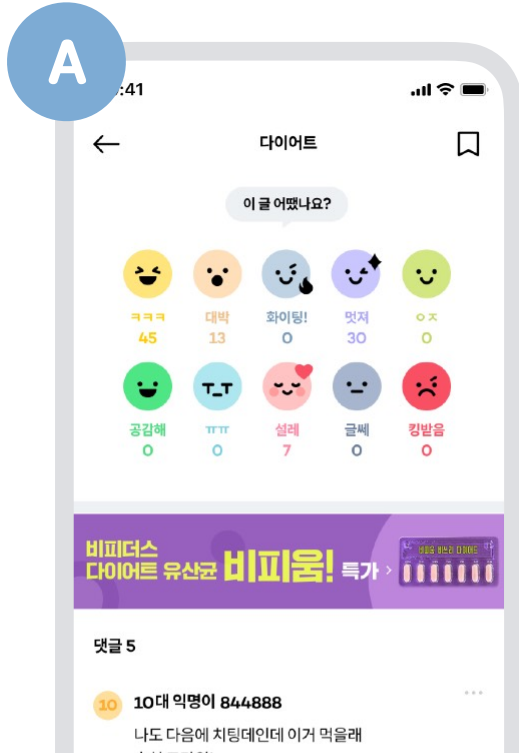 A
:41
다이어트
이 글 어땠나요?
ㅋㅋㅋ 대박 화이팅! 멋져 ㅇㅈ
45 13 0 30 0
공감해 ㅠㅠ 설레 글쎄 킹받음
0 0 7 0 0
비피더스
다이어트 유산균 비피움! 특가 >
댓글 5
10 10대 익명이 844888
나도 다음에 치팅데인데 이거 먹을래